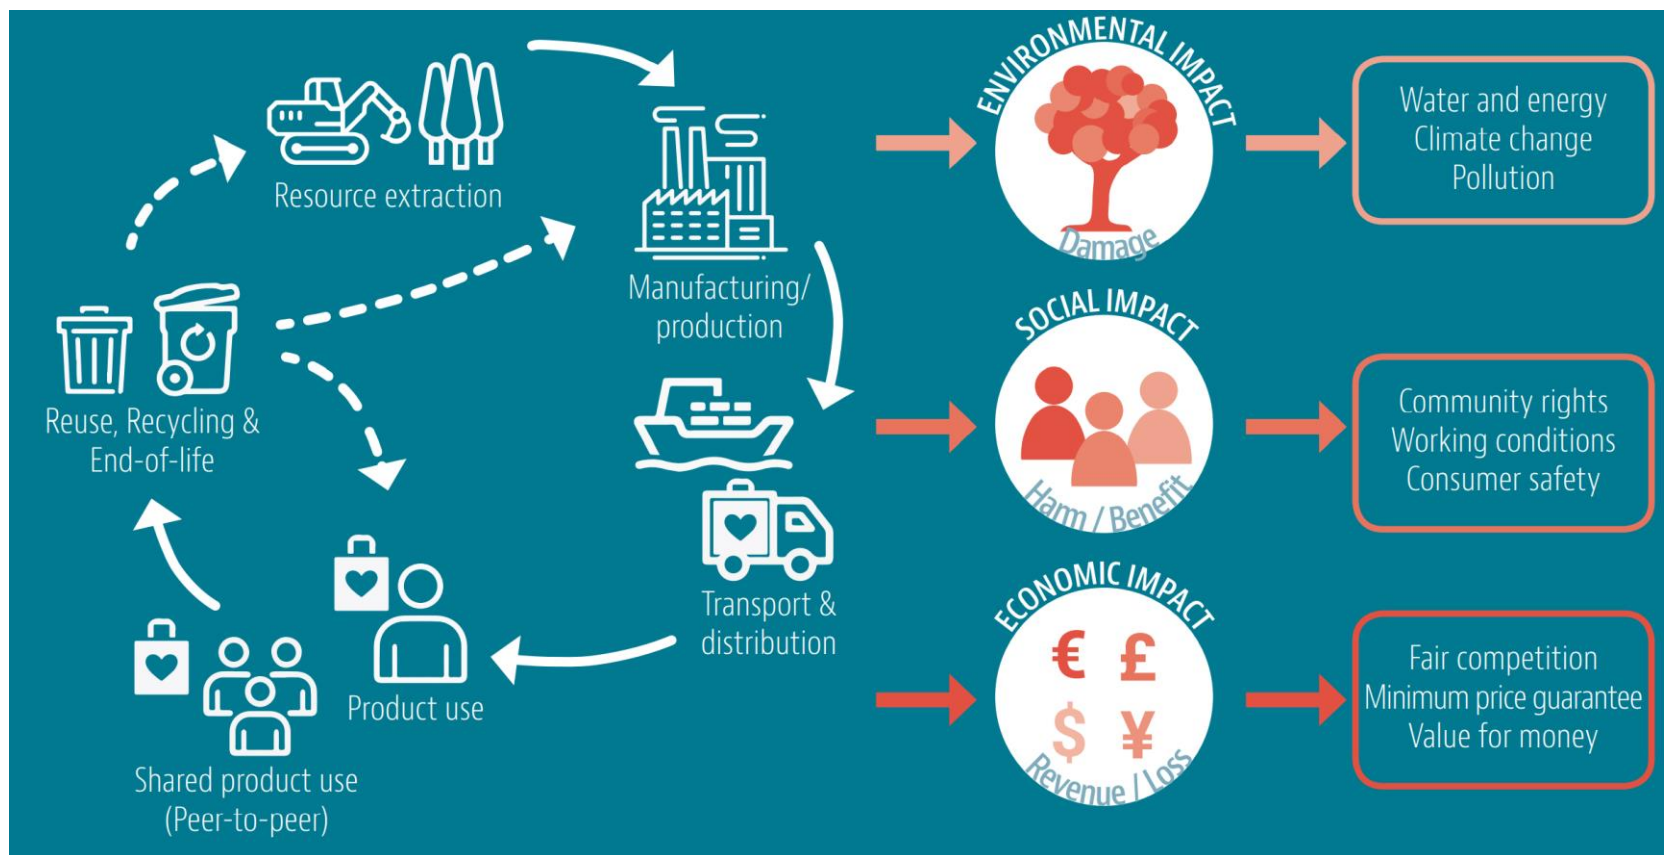 Resource extraction
Manufacturing/
production
Reuse, Recycling &
End-of-life
Transport &
distribution
Product use
Shared product use
(Peer-to-peer)
ENVIRONMENTAL IMPACT
Damage
Water and energy
Climate change
Pollution
SOCIAL IMPACT
Harm / Benefit
Community rights
Working conditions
Consumer safety
ECONOMIC IMPACT
€ £
$ ¥
Revenue / Loss
Fair competition
Minimum price guarantee
Value for money